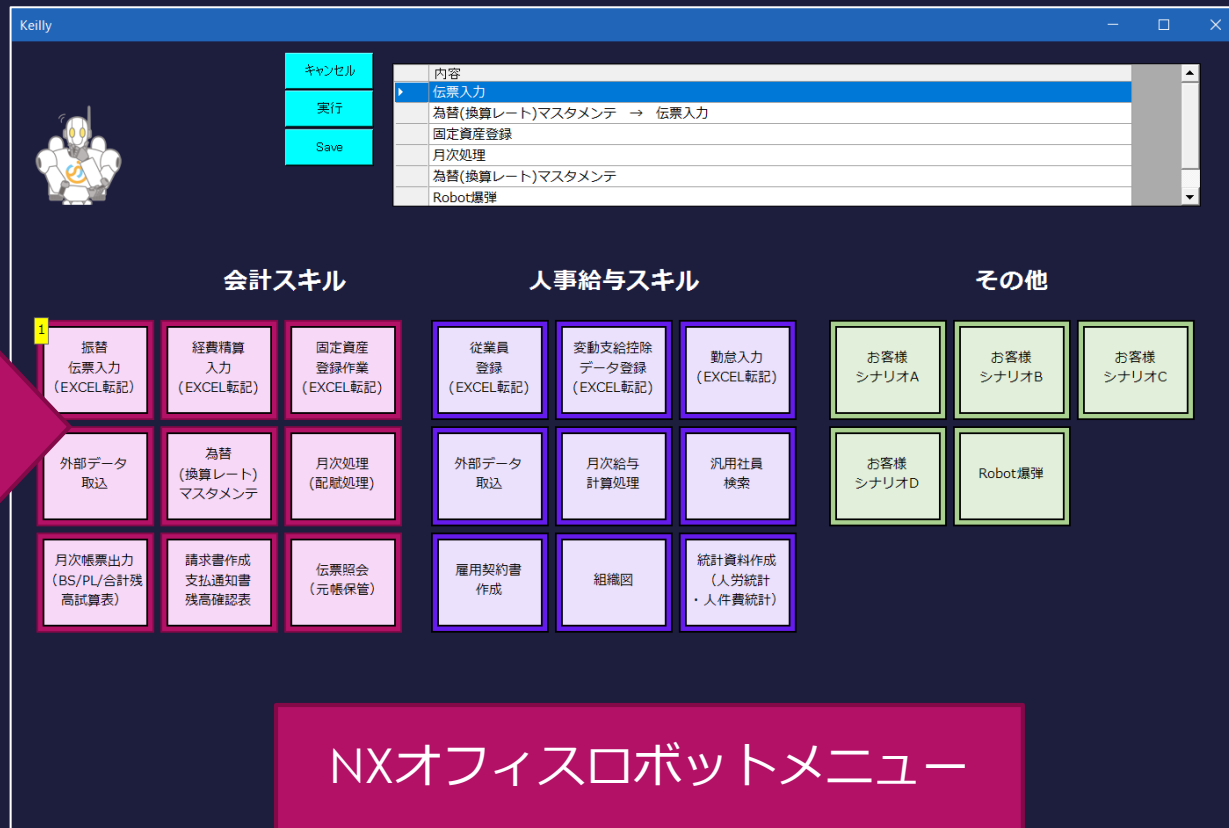 Keilly
キャンセル
実行
Save
内容
伝票入力
為替(換算レート)マスタメンテ → 伝票入力
固定資産登録
月次処理
為替(換算レート)マスタメンテ
Robot爆弾
会計スキル
人事給与スキル
その他
1
振替
伝票入力
(EXCEL転記)
経費精算
入力
(EXCEL転記)
固定資産
登録作業
(EXCEL転記)
従業員
登録
(EXCEL転記)
変動支給控除
データ登録
(EXCEL転記)
勤怠入力
(EXCEL転記)
お客様
シナリオA
お客様
シナリオB
お客様
シナリオC
外部データ
取込
為替
(換算レート)
マスタメンテ
月次処理
(配賦処理)
外部データ
取込
月次給与
計算処理
汎用社員
検索
お客様
シナリオD
Robot爆弾
月次帳票出力
(BS/PL/合計残
高試算表)
請求書作成
支払通知書
残高確認表
伝票照会
(元帳保管)
雇用契約書
作成
組織図
統計資料作成
(人労統計
・人件費統計)
NXオフィスロボットメニュー